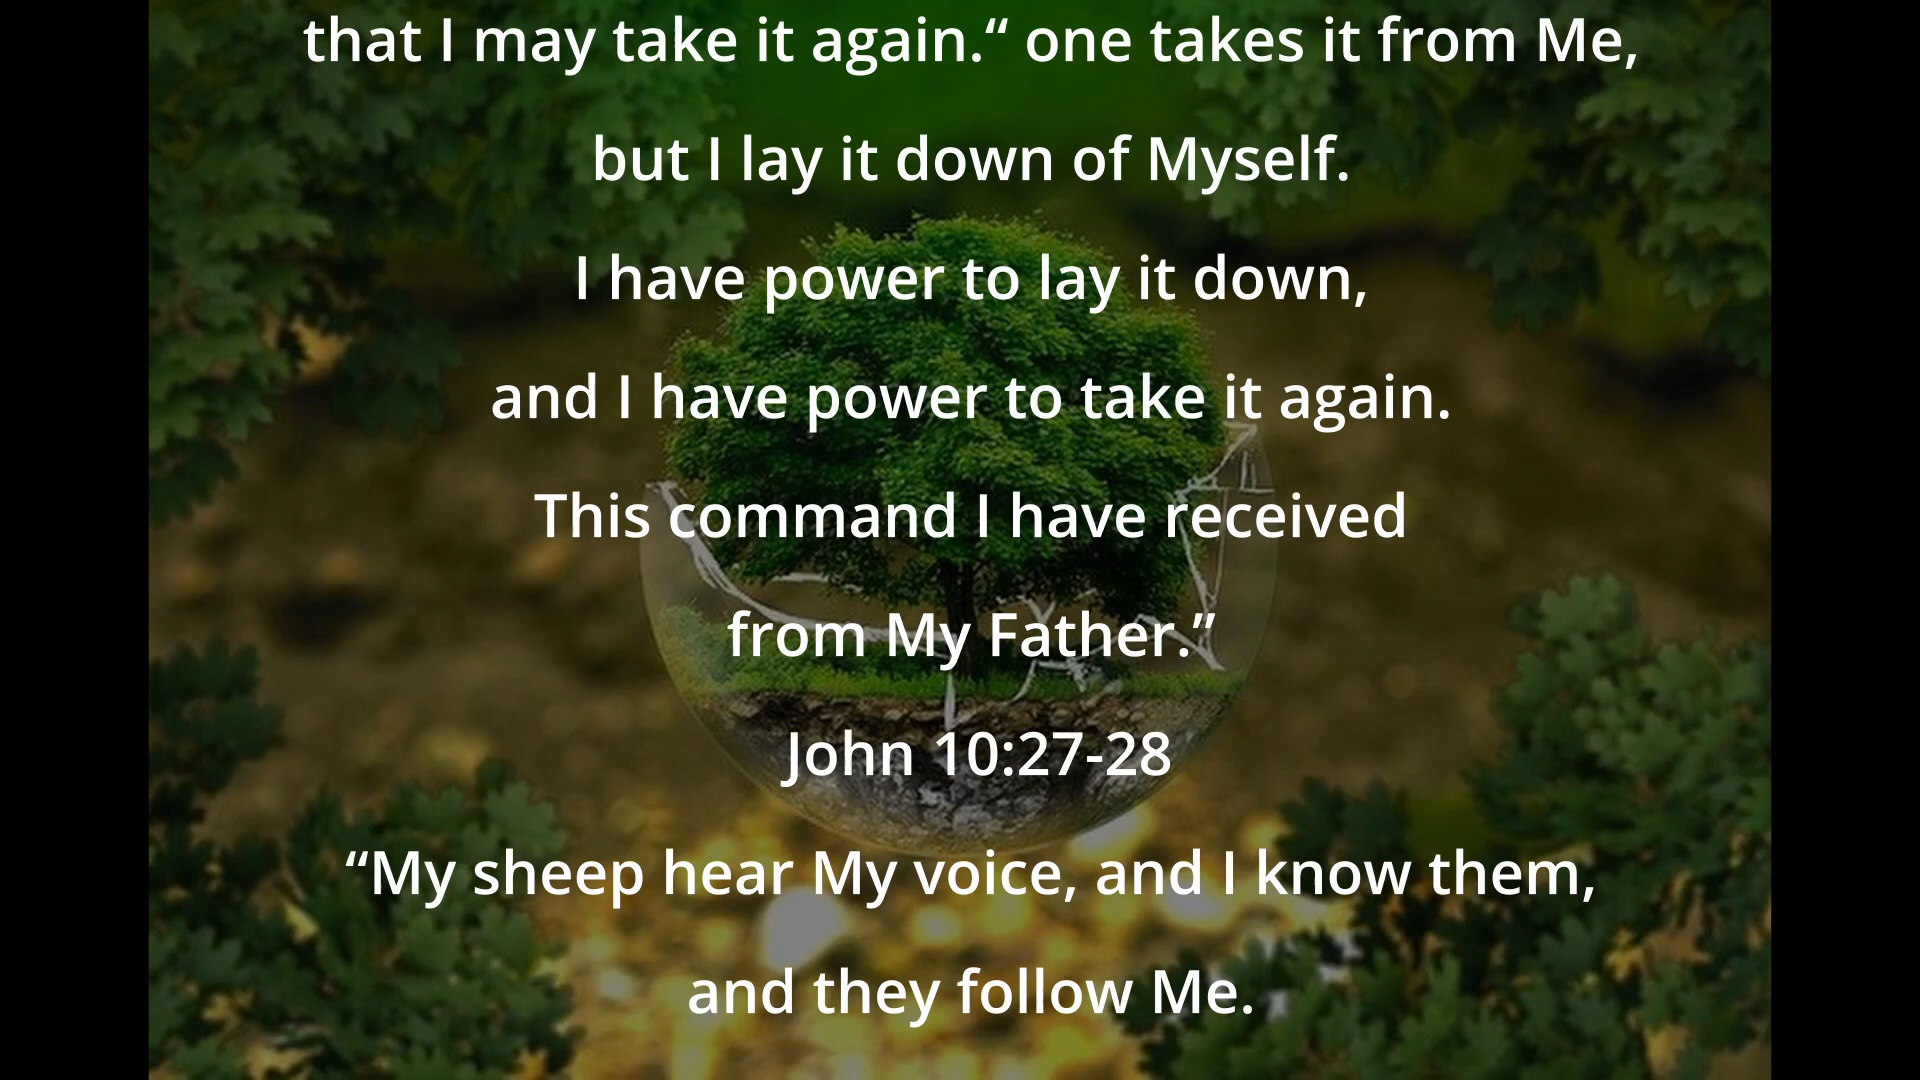 that I may take it again.“ one takes it from Me,
but I lay it down of Myself.
I have power to lay it down,
and I have power to take it again.
This command I have received
from My Father.”
John 10:27-28
“My sheep hear My voice, and I know them,
and they follow Me.